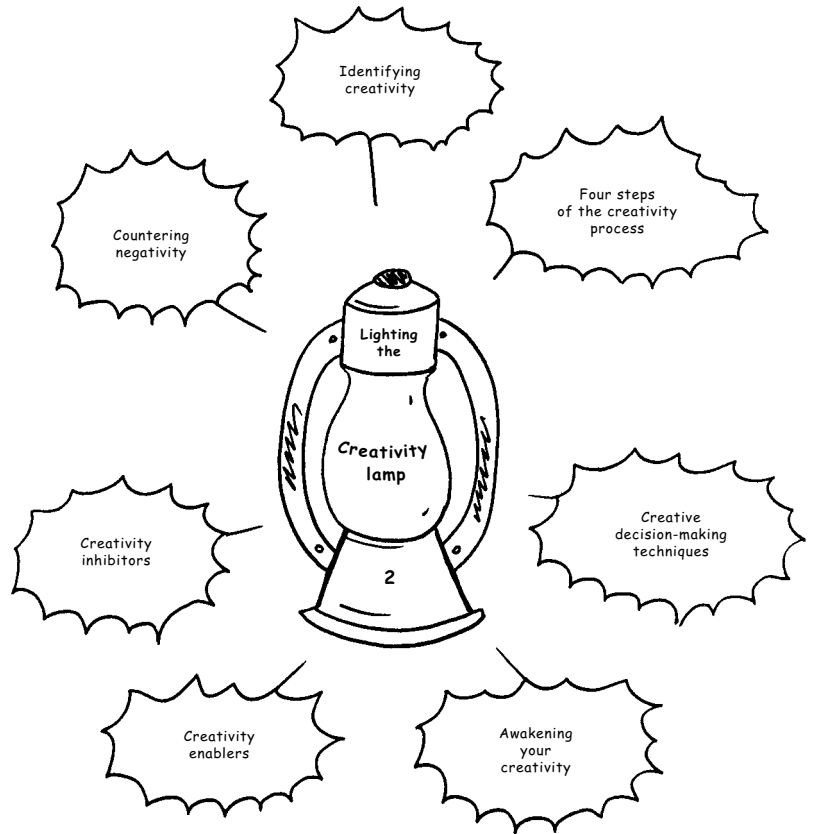 Identifying
creativity
Four steps
of the creativity
process
Countering
negativity
Lighting
the
Creativity
lamp
Creative
decision-making
techniques
Creativity
inhibitors
2
Creativity
enablers
Awakening
your
creativity